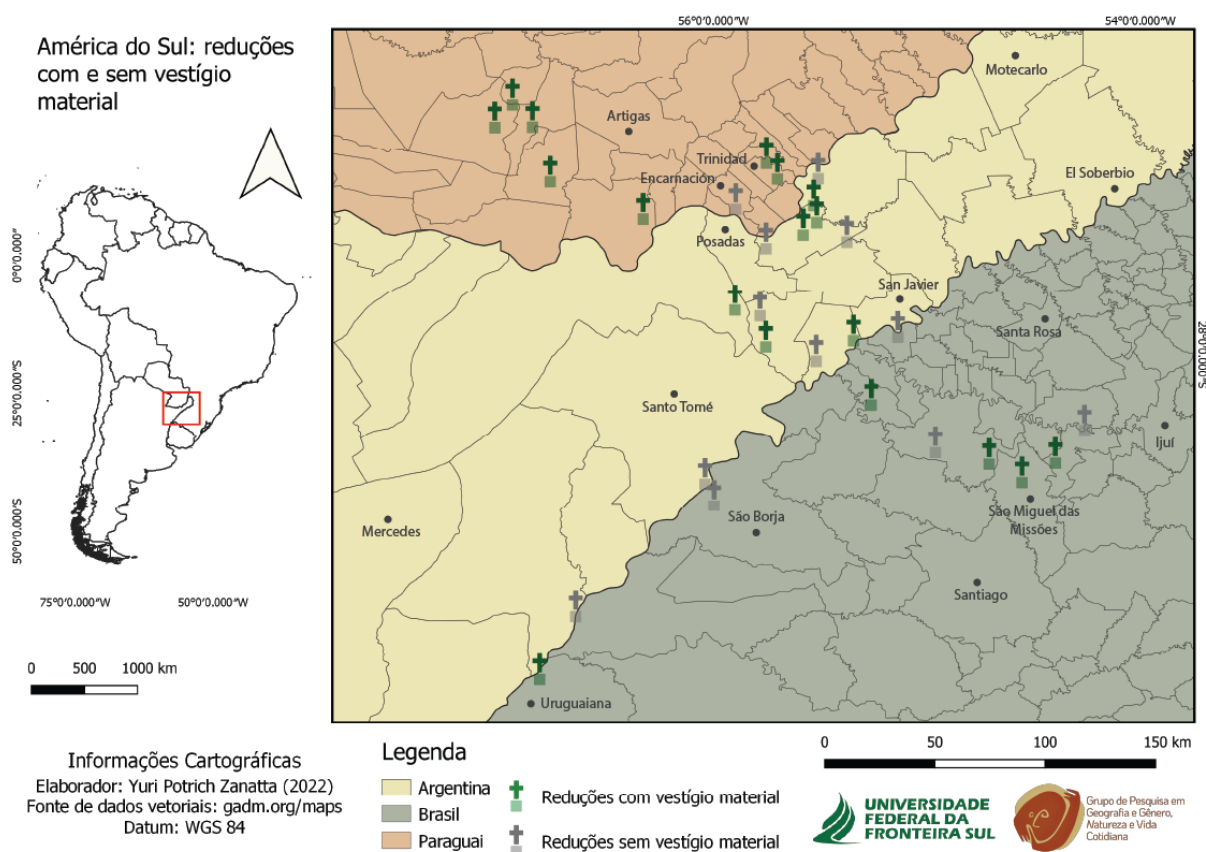 América do Sul: reduções
com e sem vestígio
material
0°0'0.000"N
25°0'0.000"S
50°0'0.000"S
75°0'0.000"W
50°0'0.000"W
0 500 1000 km
56°0'0.000"W
54°0'0.000"W
28°0'0.000"S
Motecarlo
Artigas
Trinidad
Encarnación
El Soberbio
Posadas
San Javier
Santa Rosa
Santo Tomé
Ijuí
Mercedes
São Borja
São Miguel das
Missões
Santiago
Uruguaiana
Informações Cartográficas
Elaborador: Yuri Potrich Zanatta (2022)
Fonte de dados vetoriais: gadm.org/maps
Datum: WGS 84
Legenda
Argentina
Brasil
Paraguai
Reduções com vestígio material
Reduções sem vestígio material
0 50 100 150 km
UNIVERSIDADE
FEDERAL DA
FRONTEIRA SUL
Grupo de Pesquisa em
Geografia e Gênero,
Natureza e Vida
Cotidiana